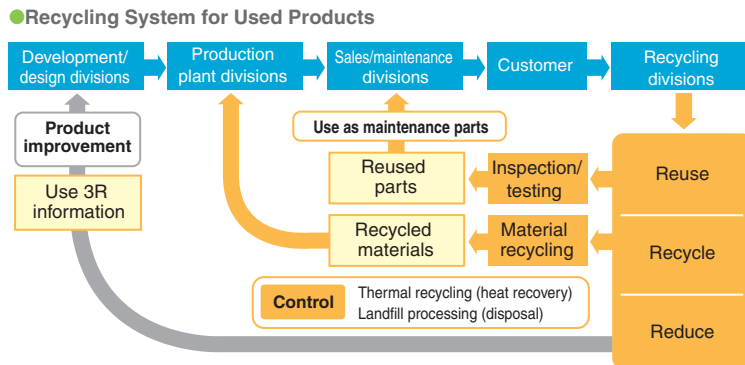 Recycling System for Used Products
Development/
design divisions
Production
plant divisions
Sales/maintenance
divisions
Customer
Recycling
divisions
Product
improvement
Use as maintenance parts
Use 3R
information
Reused
parts
Inspection/
testing
Reuse
Recycled
materials
Material
recycling
Recycle
Control
Thermal recycling (heat recovery)
Landfill processing (disposal)
Reduce